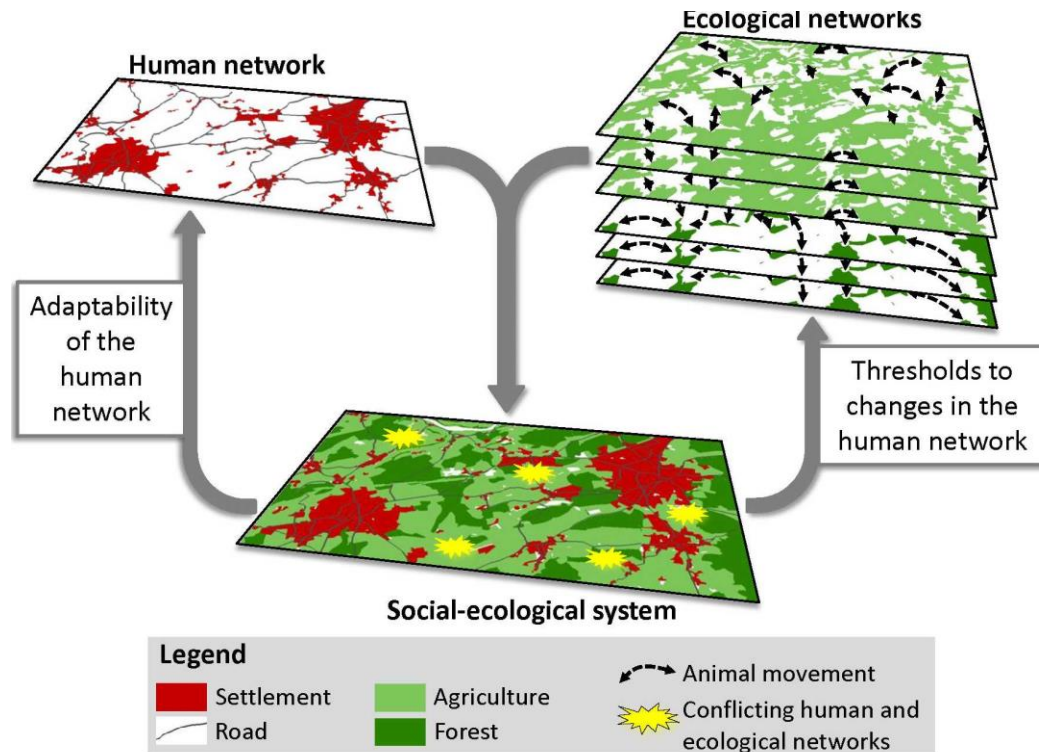 Ecological networks
Human network
Adaptability
of the
human
network
Thresholds to
changes in the
human network
Social-ecological system
Legend
Settlement
Road
Agriculture
Forest
Animal movement
Conflicting human and
ecological networks